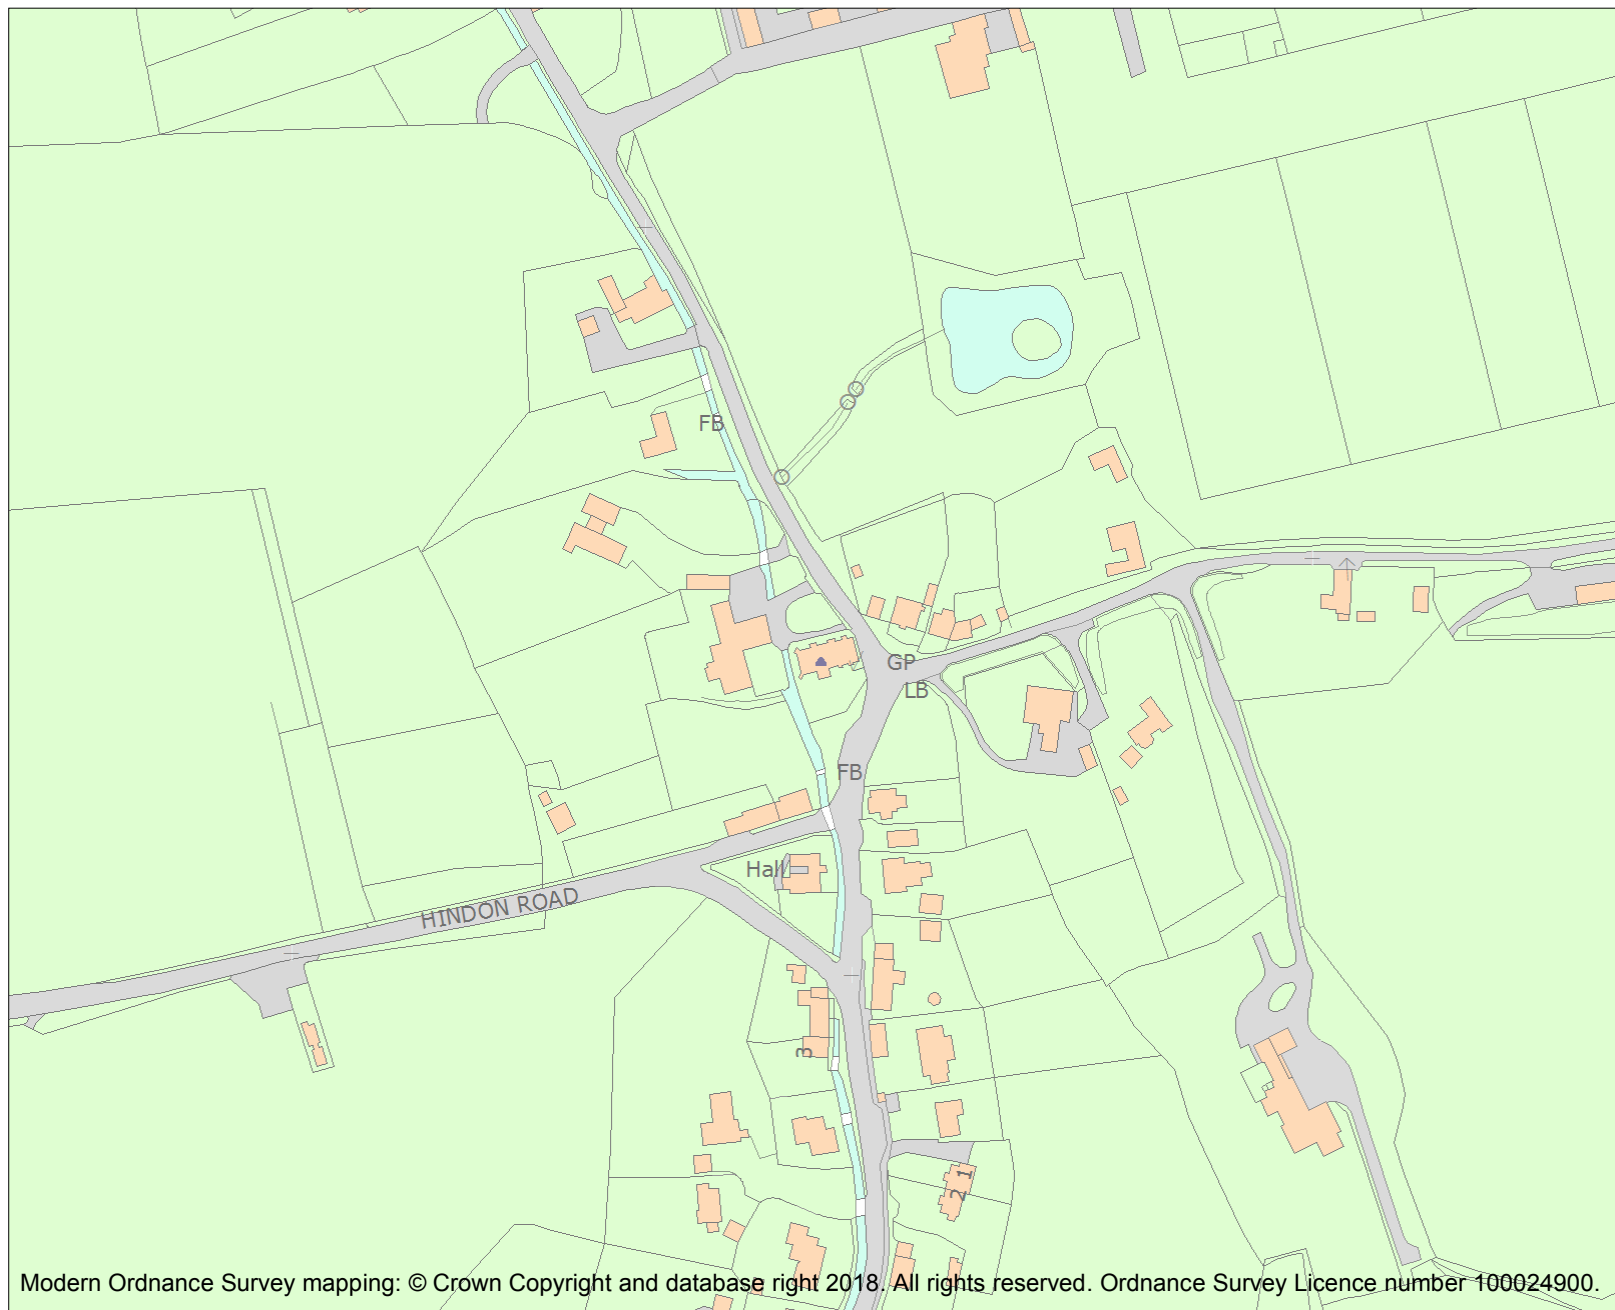 FB
GP
LB
FB
Hall
HINDON ROAD
3
2 1
Modern Ordnance Survey mapping: © Crown Copyright and database right 2018. All rights reserved. Ordnance Survey Licence number 100024900.